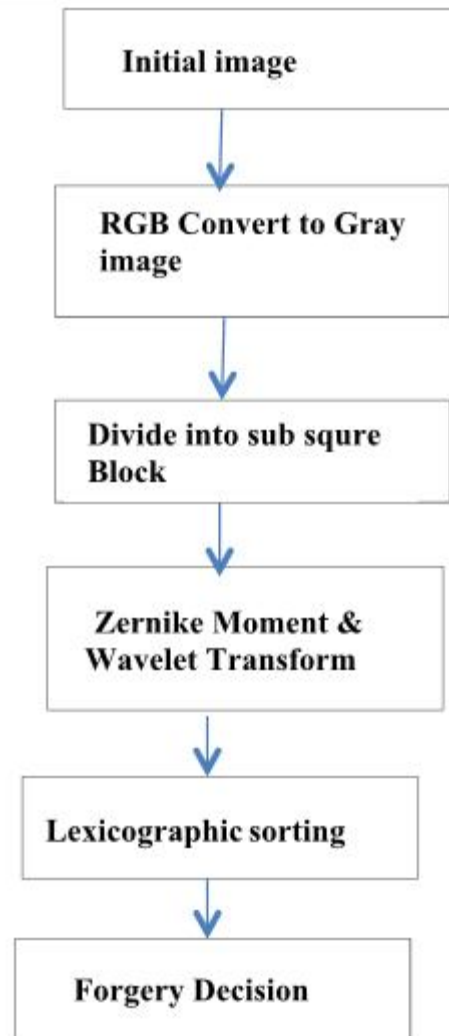 Initial image
RGB Convert to Gray
image
Divide into sub squre
Block
Zernike Moment &
Wavelet Transform
Lexicographic sorting
Forgery Decision